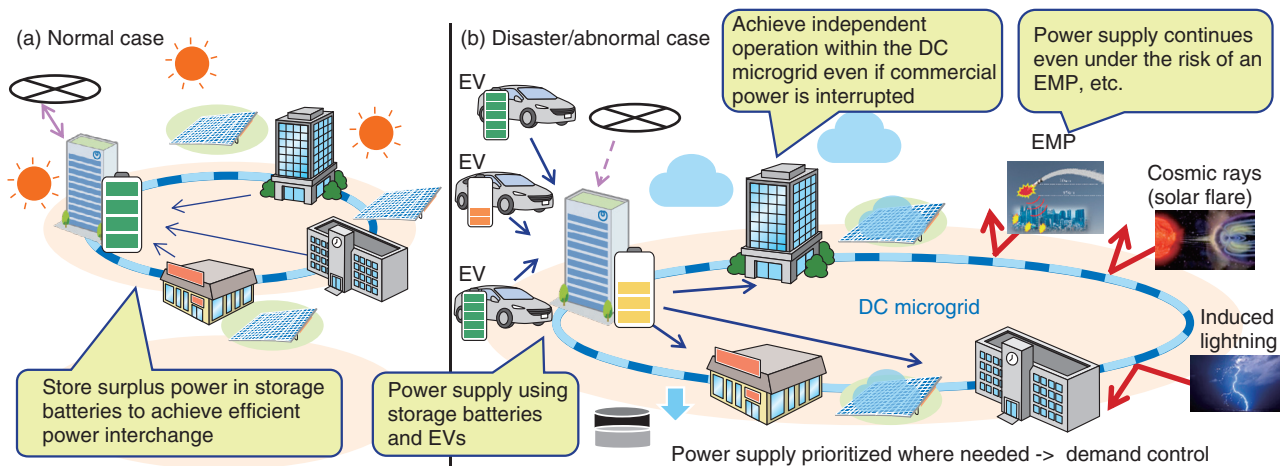 (a) Normal case
Store surplus power in storage
batteries to achieve efficient
power interchange
(b) Disaster/abnormal case
EV
EV
EV
Achieve independent
operation within the DC
microgrid even if commercial
power is interrupted
Power supply continues
even under the risk of an
EMP, etc.
EMP
Cosmic rays
(solar flare)
DC microgrid
Induced
lightning
Power supply using
storage batteries
and EVs
Power supply prioritized where needed -> demand control